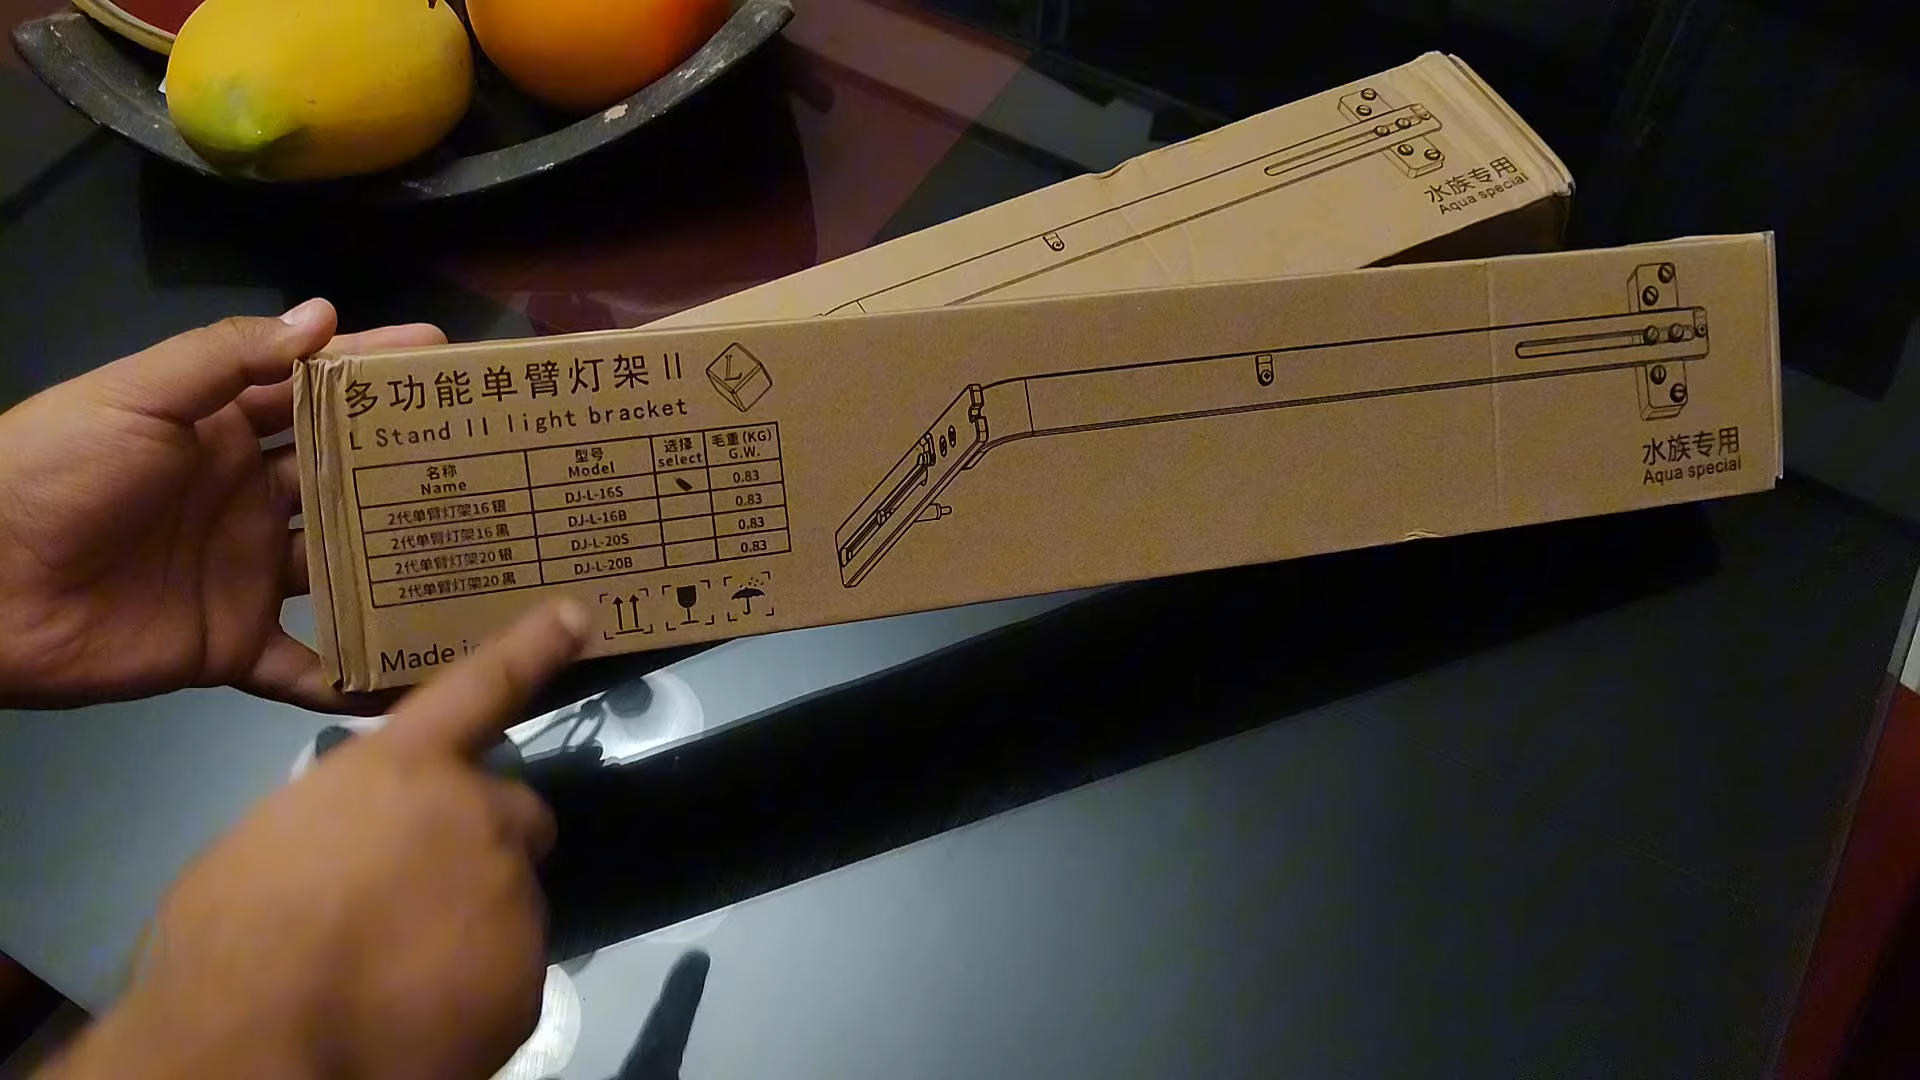 多功能单臂灯架 II
L Stand II light bracket
L
名称 型号 选择 毛重(KG)
Name Model select G.W.
2代单臂灯架16 银 DJ-L-16S 0.83
2代单臂灯架16 黑 DJ-L-16B 0.83
2代单臂灯架20 银 DJ-L-20S 0.83
2代单臂灯架20 黑 DJ-L-20B 0.83
Made in
水族专用
Aqua special
水族专用
Aqua special